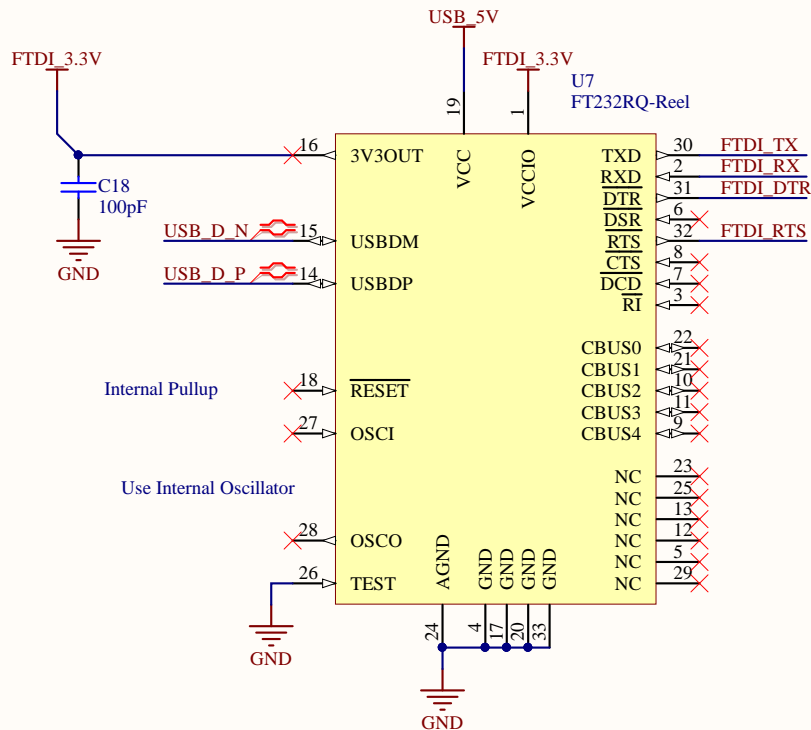 USB_5V
FTDI_3.3V
FTDI_3.3V
U7
FT232RQ-Reel
19
1
16
3V3OUT
VCC
VCCIO
TXD
30
FTDI_TX
RXD
2
FTDI_RX
DTR
31
FTDI_DTR
C18
100pF
DSR
6
USB_D_N
15
USBDM
RTS
32
FTDI_RTS
CTS
8
GND
USB_D_P
14
USBDP
DCD
7
RI
3
CBUS0
22
CBUS1
21
Internal Pullup
18
RESET
CBUS2
10
CBUS3
11
27
OSCI
CBUS4
9
NC
23
Use Internal Oscillator
NC
25
NC
13
28
OSCO
NC
12
NC
5
26
TEST
NC
29
AGND
GND
GND
GND
GND
24
4
17
20
33
GND
GND